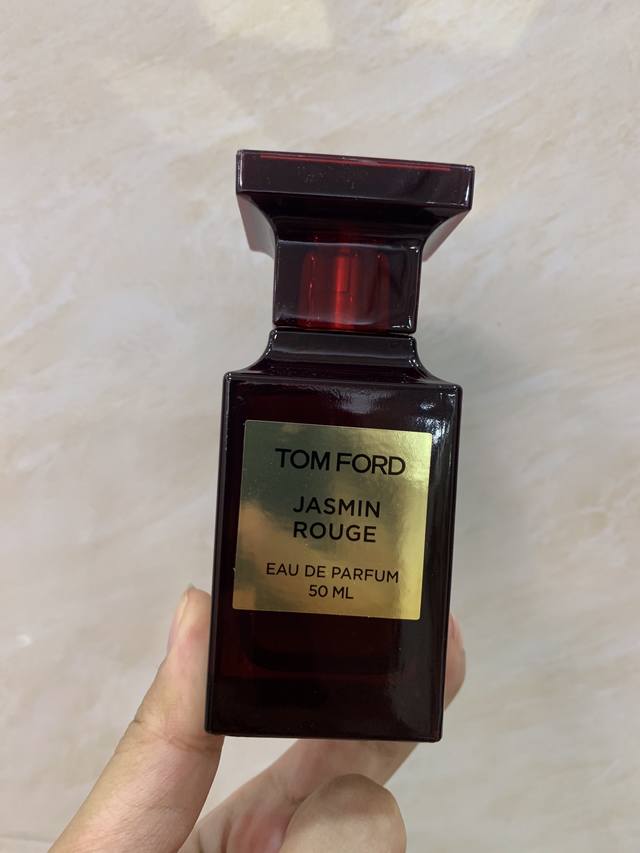 TOM FORD
JASMIN
ROUGE
EAU DE PARFUM
50 ML